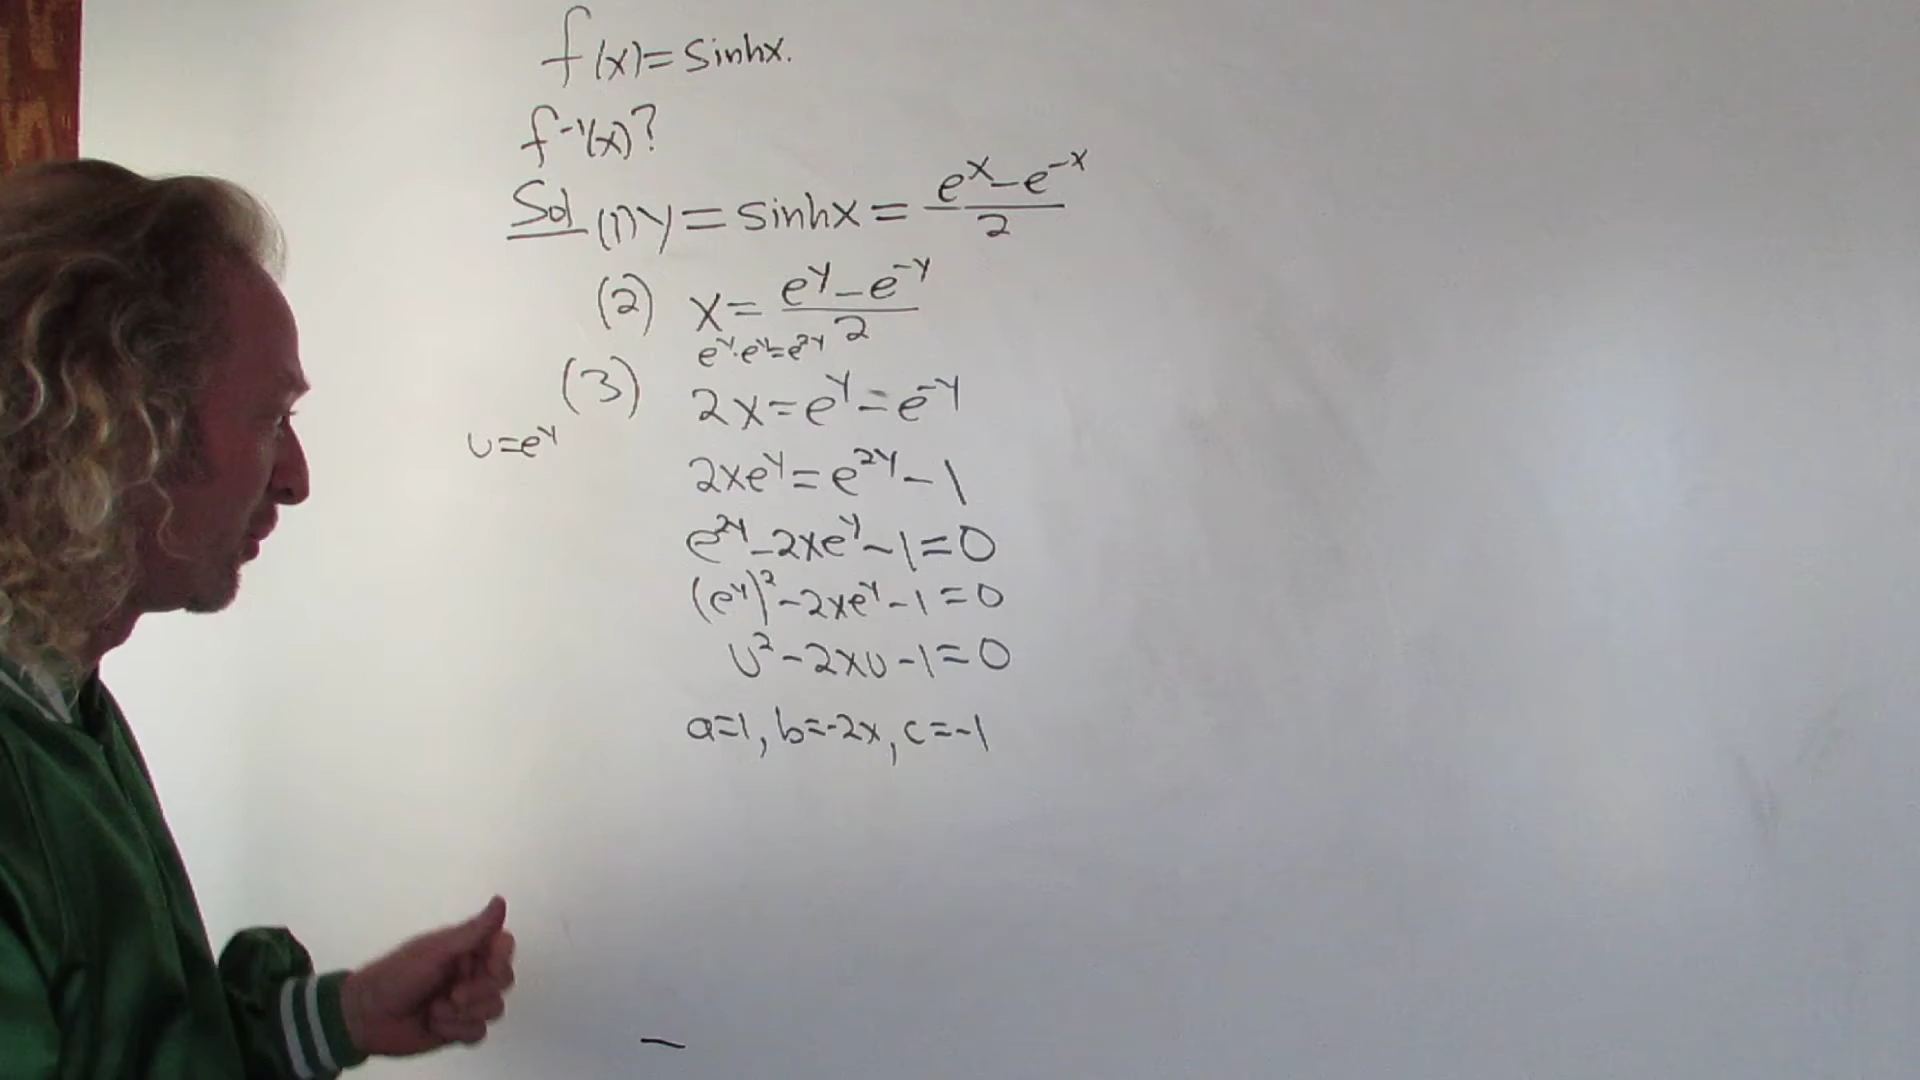 f(x)=sinhx.
f⁻¹(x)?
Sol (1) y = sinhx = (eˣ-e⁻ˣ)/2
(2) x = (eʸ-e⁻ʸ)/2
eʸ·eʸ=e²ʸ
(3) 2x=eʸ-e⁻ʸ
u=eʸ
2xeʸ=e²ʸ-1
e²ʸ-2xeʸ-1=0
(eʸ)²-2xeʸ-1=0
u²-2xu-1=0
a=1, b=-2x, c=-1